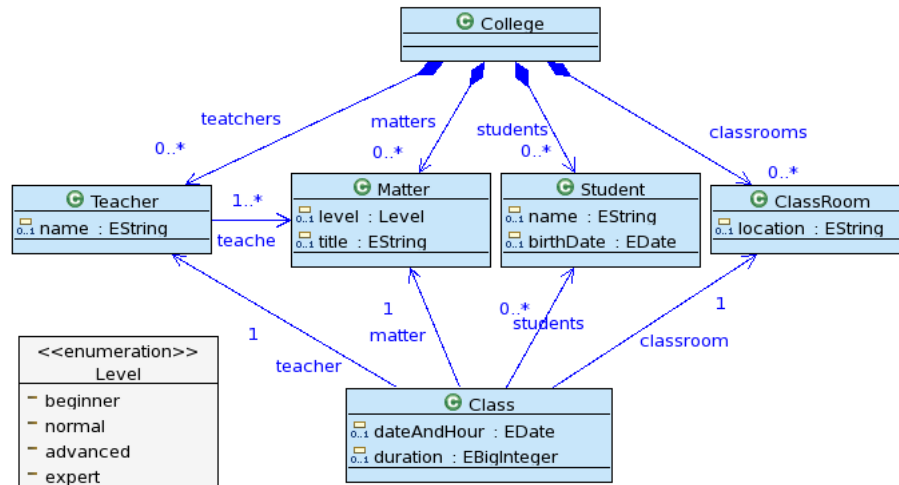 College
teatchers
matters
students
classrooms
0..*
0..*
0..*
0..*
Teacher
0..1 name : EString
1..*
teache
Matter
0..1 level : Level
0..1 title : EString
Student
0..1 name : EString
0..1 birthDate : EDate
ClassRoom
0..1 location : EString
1
teacher
1
matter
0..*
students
1
classroom
<<enumeration>>
Level
beginner
normal
advanced
expert
Class
0..1 dateAndHour : EDate
0..1 duration : EBigInteger